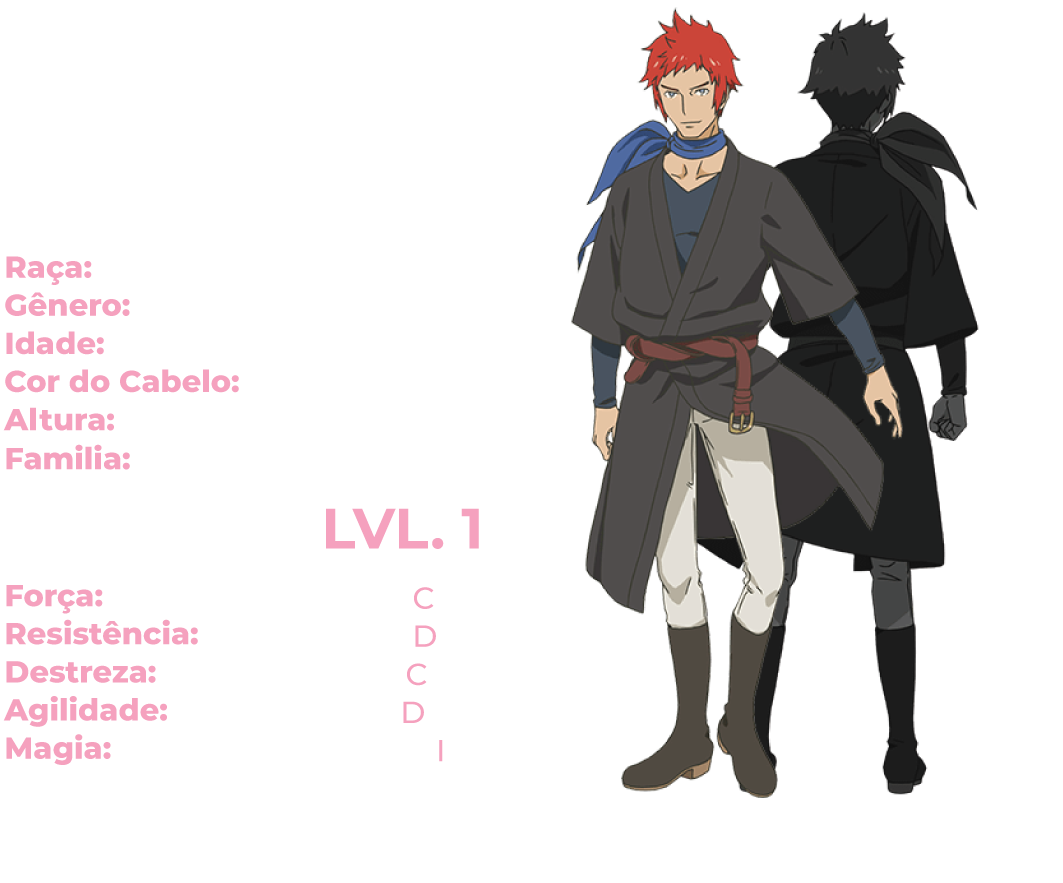 Raça:
Gênero:
Idade:
Cor do Cabelo:
Altura:
Familia:
LVL. 1
Força: C
Resistência: D
Destreza: C
Agilidade: D
Magia: I